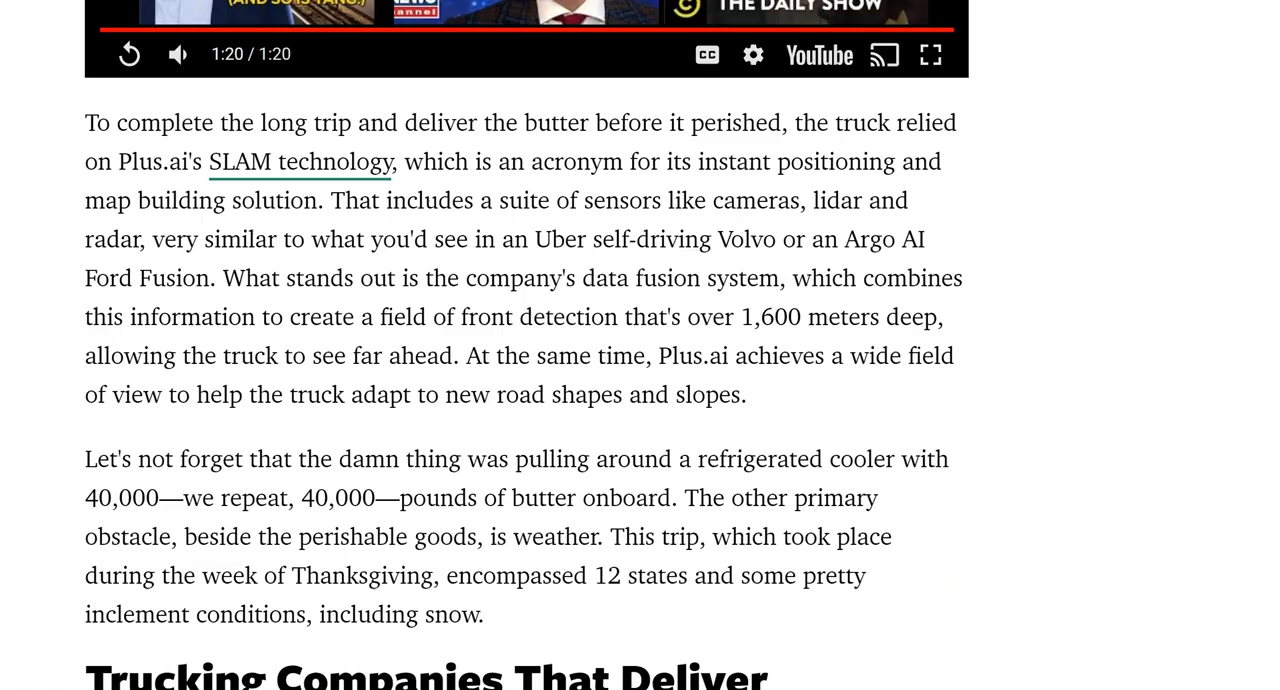 (AND SO IS YANG.)
NEWS
channel
THE DAILY SHOW
1:20 / 1:20
CC
YouTube
To complete the long trip and deliver the butter before it perished, the truck relied
on Plus.ai's SLAM technology, which is an acronym for its instant positioning and
map building solution. That includes a suite of sensors like cameras, lidar and
radar, very similar to what you'd see in an Uber self-driving Volvo or an Argo AI
Ford Fusion. What stands out is the company's data fusion system, which combines
this information to create a field of front detection that's over 1,600 meters deep,
allowing the truck to see far ahead. At the same time, Plus.ai achieves a wide field
of view to help the truck adapt to new road shapes and slopes.
Let's not forget that the damn thing was pulling around a refrigerated cooler with
40,000—we repeat, 40,000—pounds of butter onboard. The other primary
obstacle, beside the perishable goods, is weather. This trip, which took place
during the week of Thanksgiving, encompassed 12 states and some pretty
inclement conditions, including snow.
Trucking Companies That Deliver